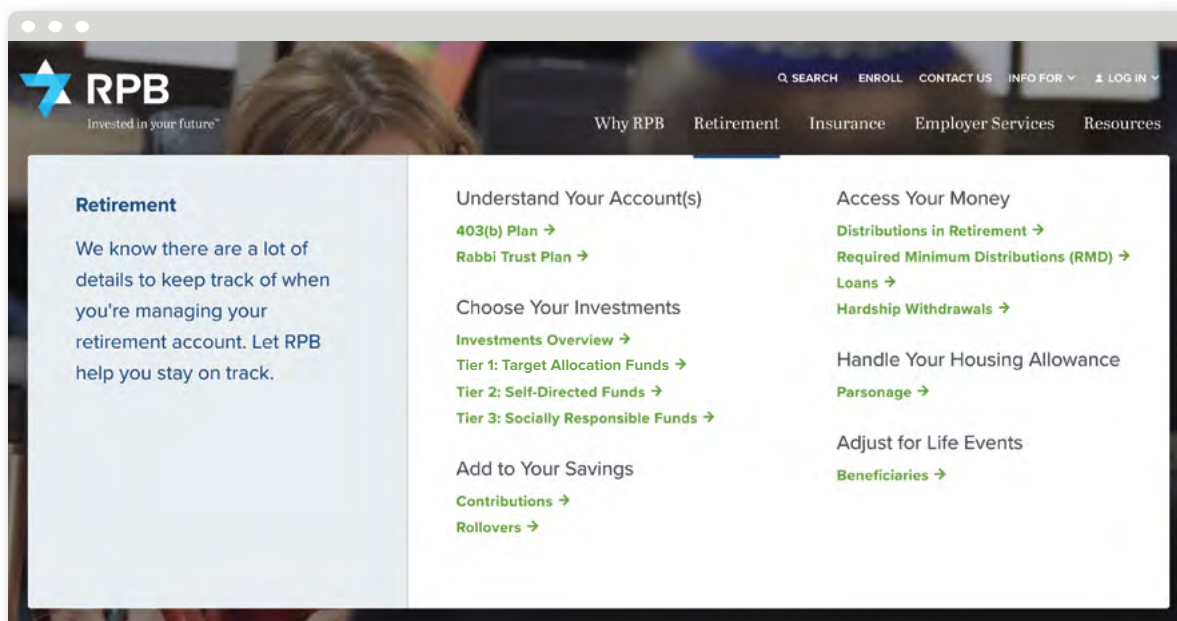 RPB
Invested in your future™
SEARCH ENROLL CONTACT US INFO FOR LOG IN
Why RPB Retirement Insurance Employer Services Resources
Retirement
We know there are a lot of
details to keep track of when
you're managing your
retirement account. Let RPB
help you stay on track.
Understand Your Account(s)
403(b) Plan →
Rabbi Trust Plan →
Choose Your Investments
Investments Overview →
Tier 1: Target Allocation Funds →
Tier 2: Self-Directed Funds →
Tier 3: Socially Responsible Funds →
Add to Your Savings
Contributions →
Rollovers →
Access Your Money
Distributions in Retirement →
Required Minimum Distributions (RMD) →
Loans →
Hardship Withdrawals →
Handle Your Housing Allowance
Parsonage →
Adjust for Life Events
Beneficiaries →